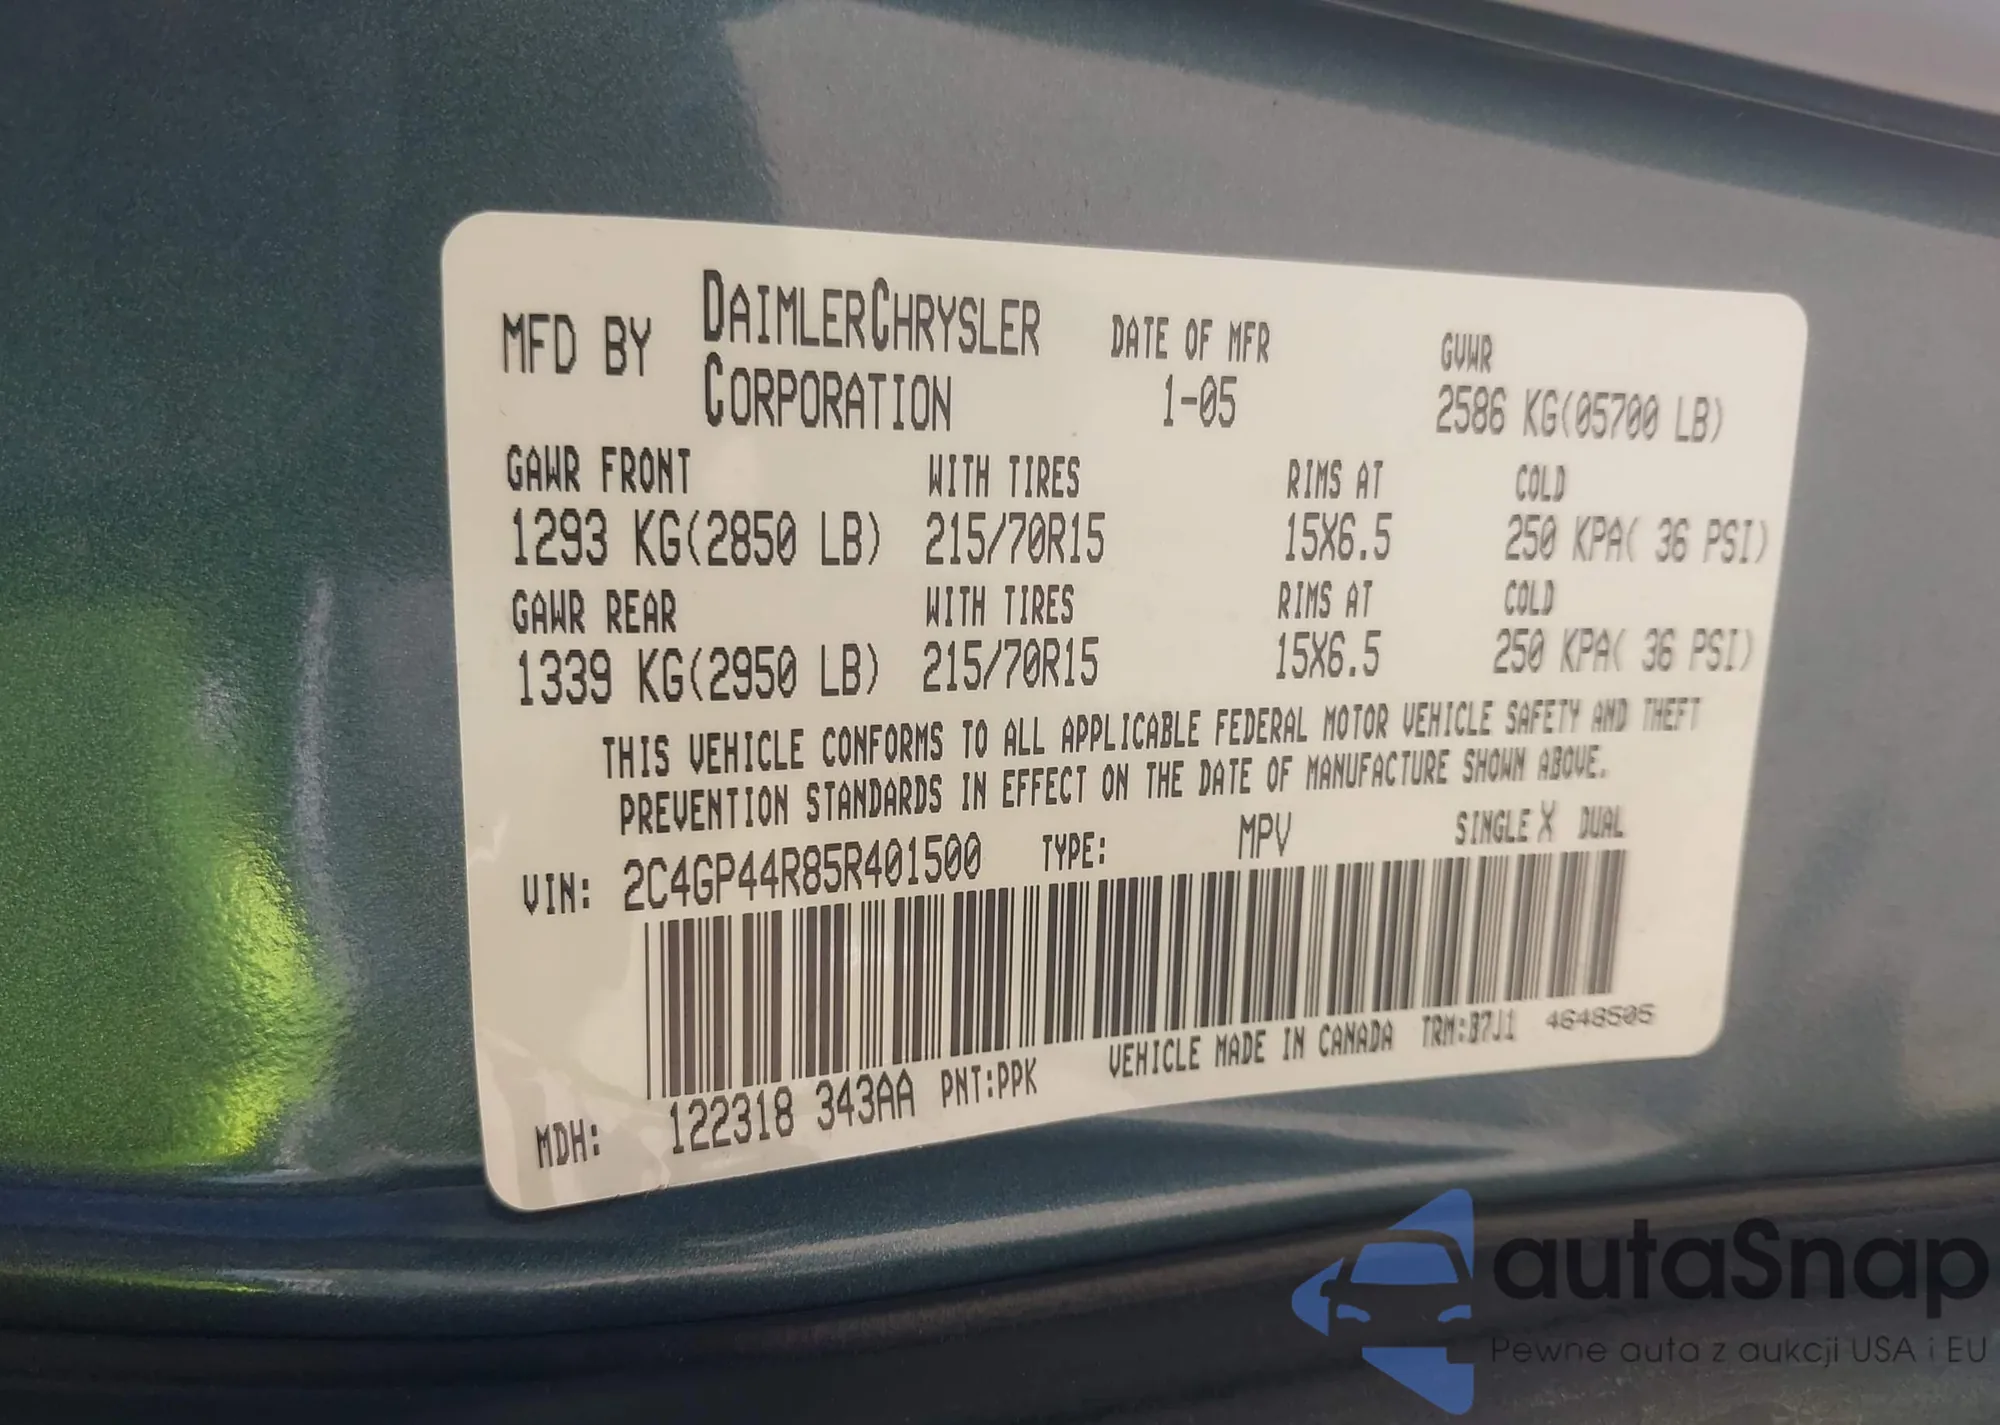 MFD BY DAIMLERCHRYSLER CORPORATION DATE OF MFR 1-05 GVWR 2586 KG(05700 LB)
GAWR FRONT WITH TIRES RIMS AT COLD
1293 KG(2850 LB) 215/70R15 15X6.5 250 KPA( 36 PSI)
GAWR REAR WITH TIRES RIMS AT COLD
1339 KG(2950 LB) 215/70R15 15X6.5 250 KPA( 36 PSI)
THIS VEHICLE CONFORMS TO ALL APPLICABLE FEDERAL MOTOR VEHICLE SAFETY AND THEFT
PREVENTION STANDARDS IN EFFECT ON THE DATE OF MANUFACTURE SHOWN ABOVE.
VIN: 2C4GP44R85R401500 TYPE: MPV SINGLE X DUAL
MDH: 122318 343AA PNT:PPK VEHICLE MADE IN CANADA TRM:B7J1 4648505
autaSnap
Pewne auta z aukcji USA i EU